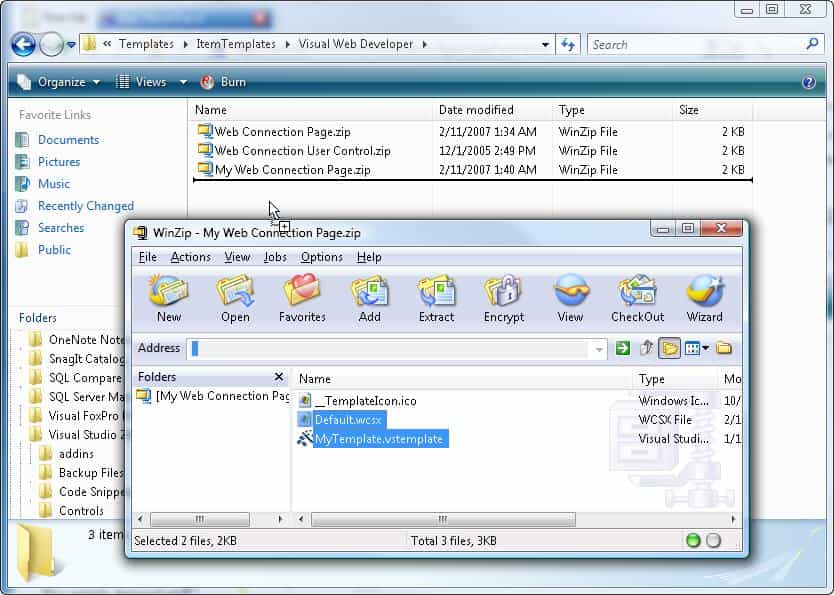 « Templates ItemTemplates Visual Web Developer Search
Organize Views Burn
Favorite Links
Documents
Pictures
Music
Recently Changed
Searches
Public
Folders
OneNote Note
SnagIt Catalog
SQL Compare
SQL Server Ma
Visual FoxPro
Visual Studio 2
addins
Backup Files
Code Snippe
Controls
3 item
Name Date modified Type Size
Web Connection Page.zip 2/11/2007 1:34 AM WinZip File 2 KB
Web Connection User Control.zip 12/1/2005 2:49 PM WinZip File 2 KB
My Web Connection Page.zip 2/11/2007 1:40 AM WinZip File 2 KB
WinZip - My Web Connection Page.zip
File Actions View Jobs Options Help
New Open Favorites Add Extract Encrypt View CheckOut Wizard
Address
Folders
[My Web Connection Pag
Name Type Mo
__TemplateIcon.ico Windows Ic... 10/
Default.wcsx WCSX File 2/1
MyTemplate.vstemplate Visual Studi... 1/1
Selected 2 files, 2KB Total 3 files, 3KB